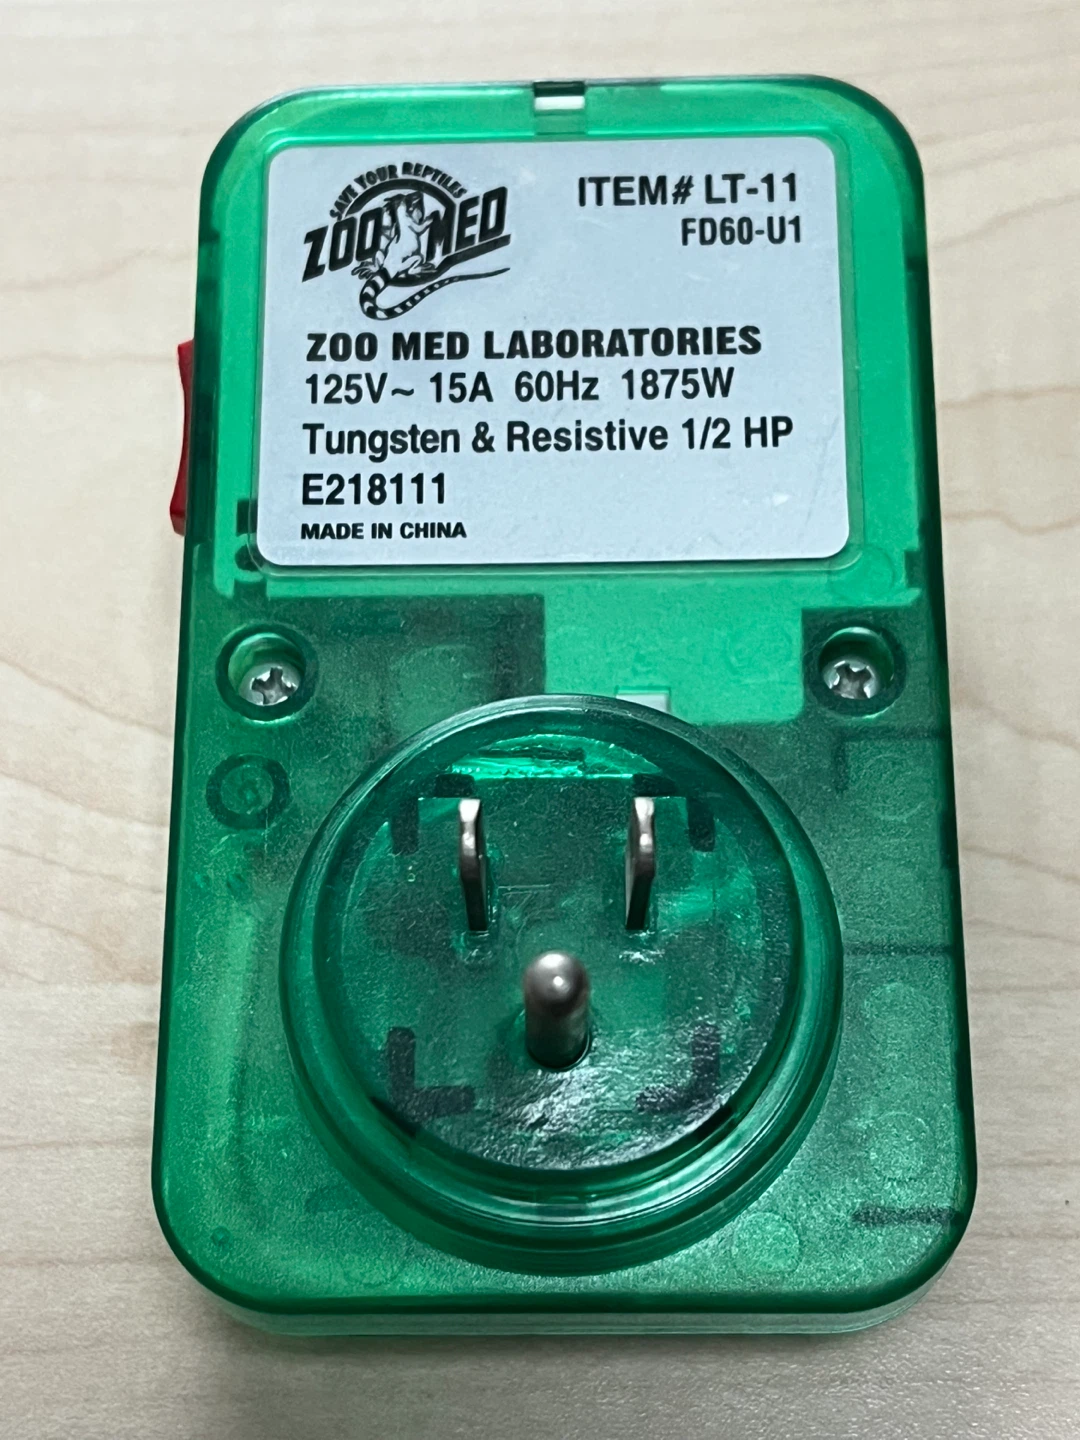 SAVE YOUR REPTILES
ZOO MED
ITEM# LT-11
FD60-U1
ZOO MED LABORATORIES
125V~ 15A 60Hz 1875W
Tungsten & Resistive 1/2 HP
E218111
MADE IN CHINA